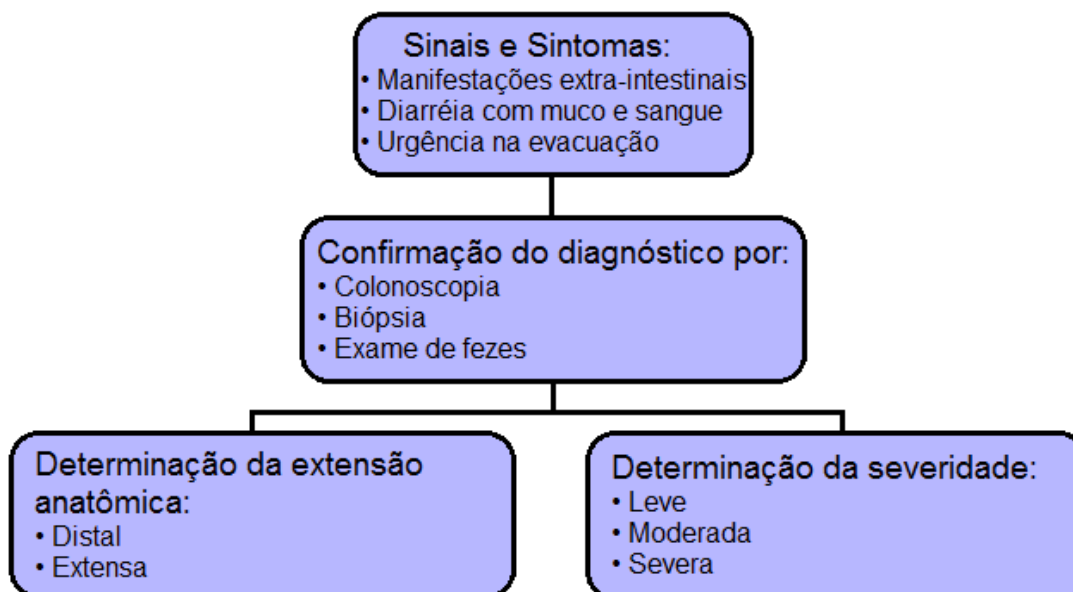 Sinais e Sintomas:
• Manifestações extra-intestinais
• Diarréia com muco e sangue
• Urgência na evacuação
Confirmação do diagnóstico por:
• Colonoscopia
• Biópsia
• Exame de fezes
Determinação da extensão
anatômica:
• Distal
• Extensa
Determinação da severidade:
• Leve
• Moderada
• Severa